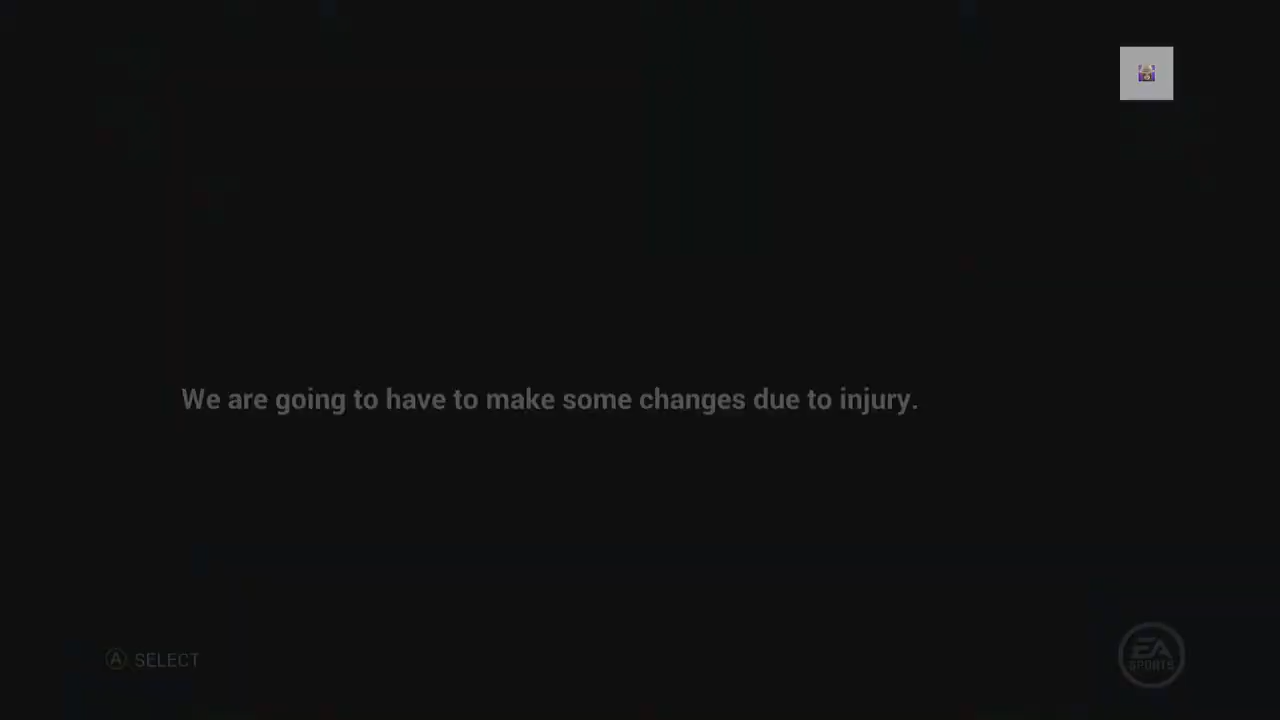 We are going to have to make some changes due to injury.
A SELECT
EA
SPORTS